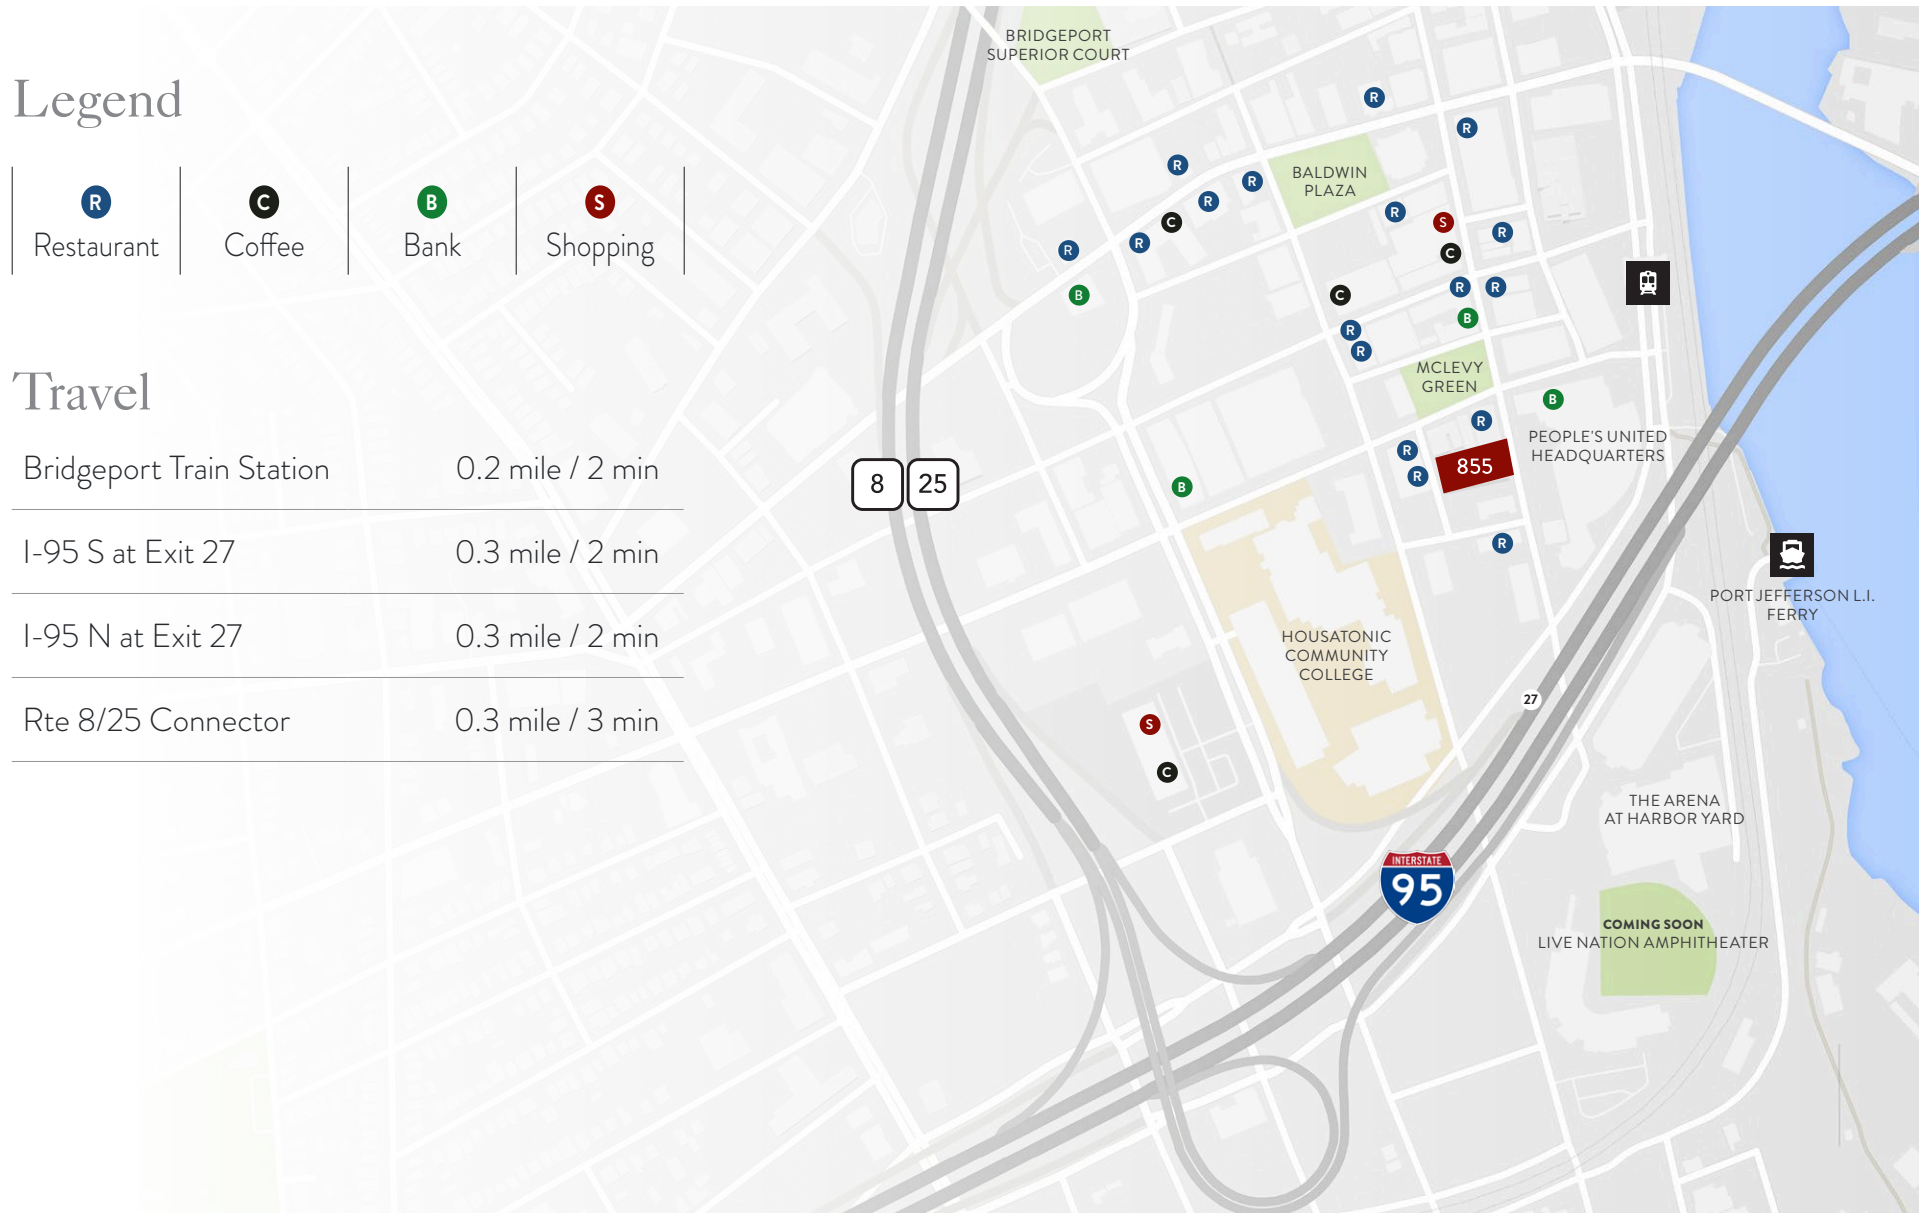 Legend
R
Restaurant
C
Coffee
B
Bank
S
Shopping
Travel
Bridgeport Train Station 0.2 mile / 2 min
I-95 S at Exit 27 0.3 mile / 2 min
I-95 N at Exit 27 0.3 mile / 2 min
Rte 8/25 Connector 0.3 mile / 3 min
BRIDGEPORT
SUPERIOR COURT
R
R
R
BALDWIN
PLAZA
R
R
R
C
S
R
R
R
C
B
C
R
R
B
R
R
MCLEVY
GREEN
B
R
PEOPLE'S UNITED
HEADQUARTERS
R
855
R
8 25
B
R
PORT JEFFERSON L.I.
FERRY
HOUSATONIC
COMMUNITY
COLLEGE
27
S
C
THE ARENA
AT HARBOR YARD
INTERSTATE
95
COMING SOON
LIVE NATION AMPHITHEATER